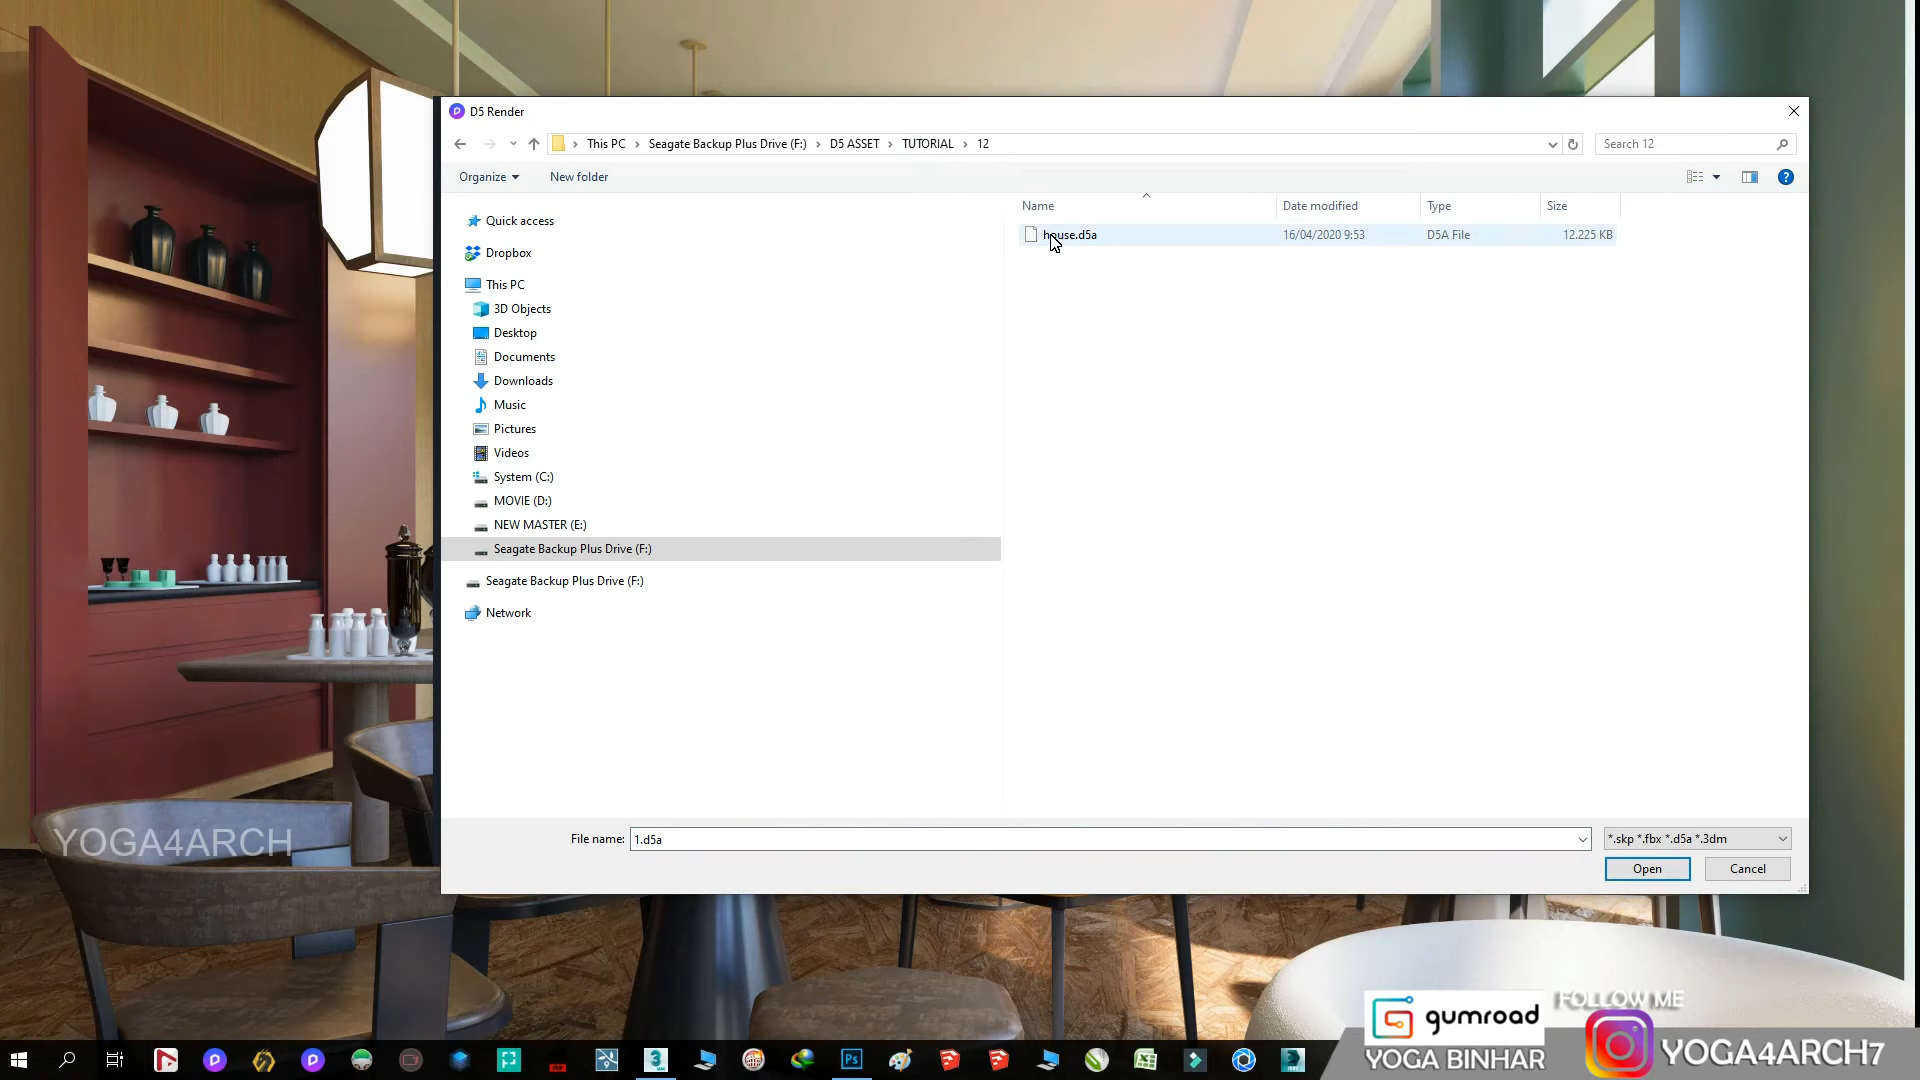 D5 Render
This PC
Seagate Backup Plus Drive (F:)
D5 ASSET
TUTORIAL
12
Search 12
Organize
New folder
Name
Date modified
Type
Size
house.d5a
16/04/2020 9:53
D5A File
12.225 KB
Quick access
Dropbox
This PC
3D Objects
Desktop
Documents
Downloads
Music
Pictures
Videos
System (C:)
MOVIE (D:)
NEW MASTER (E:)
Seagate Backup Plus Drive (F:)
Seagate Backup Plus Drive (F:)
Network
File name:
1.d5a
*.skp *.fbx *.d5a *.3dm
Open
Cancel
YOGA4ARCH
gumroad
YOGA BINHAR
FOLLOW ME
YOGA4ARCH7
Ps